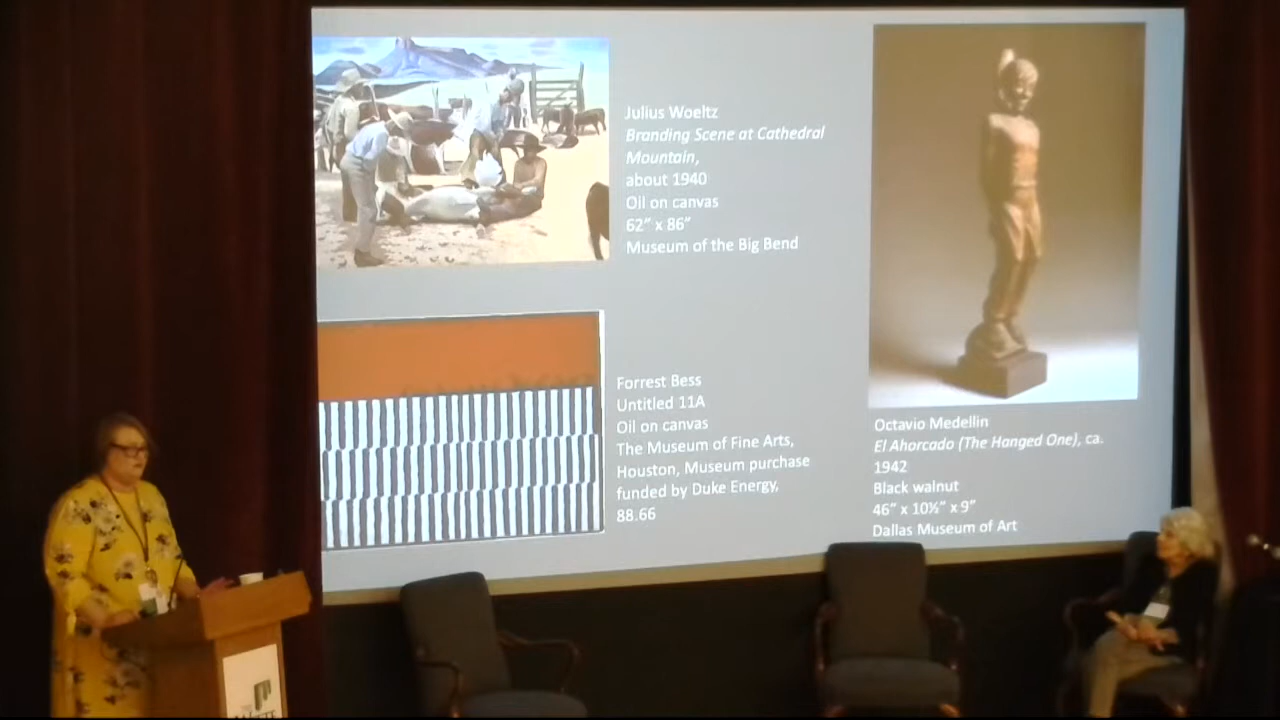 Julius Woeltz
Branding Scene at Cathedral
Mountain,
about 1940
Oil on canvas
62” x 86”
Museum of the Big Bend
Forrest Bess
Untitled 11A
Oil on canvas
The Museum of Fine Arts,
Houston, Museum purchase
funded by Duke Energy,
88.66
Octavio Medellin
El Ahorcado (The Hanged One), ca.
1942
Black walnut
46” x 10⅝” x 9”
Dallas Museum of Art